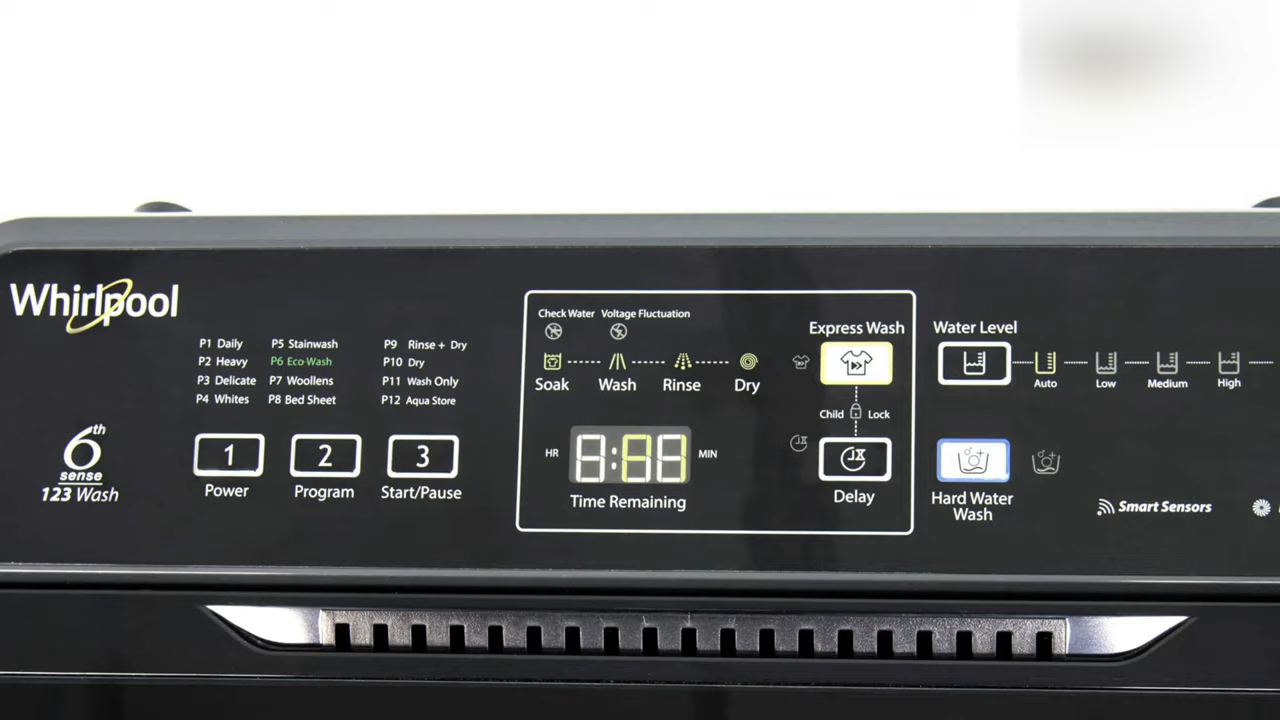 Whirlpool
6th
sense
123 Wash
P1 Daily
P2 Heavy
P3 Delicate
P4 Whites
P5 Stainwash
P6 Eco Wash
P7 Woollens
P8 Bed Sheet
P9 Rinse + Dry
P10 Dry
P11 Wash Only
P12 Aqua Store
1
Power
2
Program
3
Start/Pause
Check Water
Voltage Fluctuation
Soak
Wash
Rinse
Dry
HR
MIN
Time Remaining
Express Wash
Child Lock
Delay
Water Level
Auto
Low
Medium
High
Hard Water
Wash
Smart Sensors